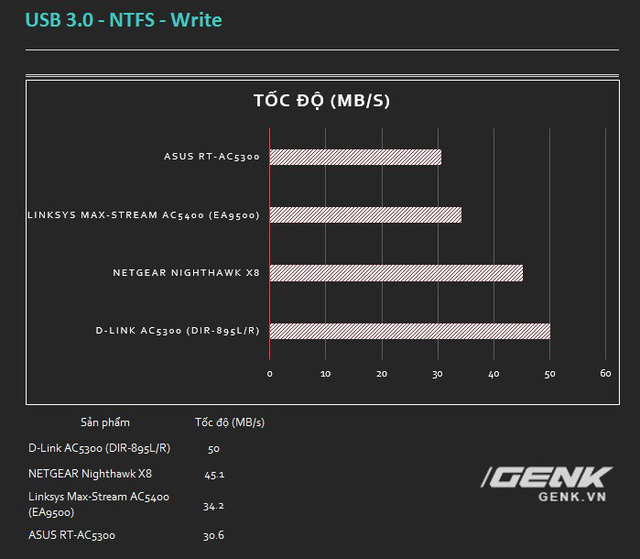 USB 3.0 - NTFS - Write
TỐC ĐỘ (MB/S)
ASUS RT-AC5300
LINKSYS MAX-STREAM AC5400 (EA9500)
NETGEAR NIGHTHAWK X8
D-LINK AC5300 (DIR-895L/R)
0 10 20 30 40 50 60
Sản phẩm Tốc độ (MB/s)
D-Link AC5300 (DIR-895L/R) 50
NETGEAR Nighthawk X8 45.1
Linksys Max-Stream AC5400
(EA9500) 34.2
ASUS RT-AC5300 30.6
GENK
GENK.VN